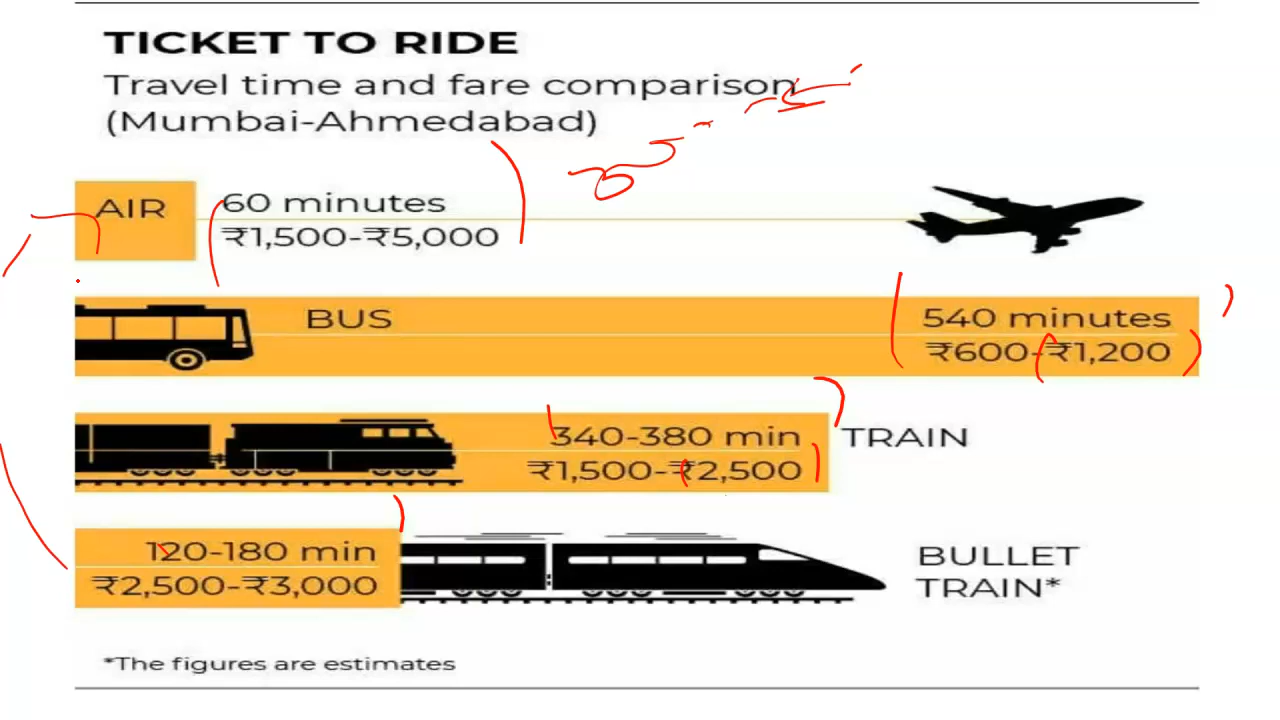 TICKET TO RIDE
Travel time and fare comparison
(Mumbai-Ahmedabad)
AIR
60 minutes
₹1,500-₹5,000
BUS
540 minutes
₹600-₹1,200
340-380 min
₹1,500-₹2,500
TRAIN
120-180 min
₹2,500-₹3,000
BULLET
TRAIN*
*The figures are estimates